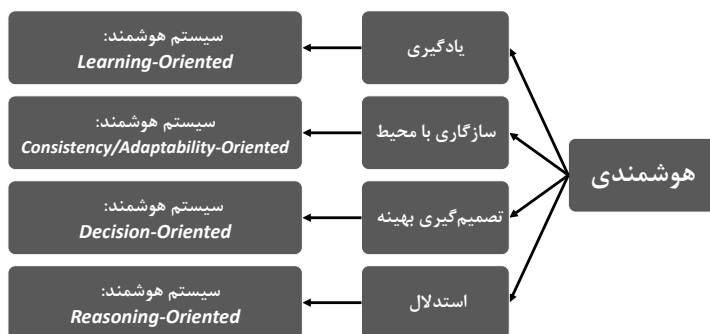 هوشمندی
یادگیری
سیستم هوشمند:
Learning-Oriented
سازگاری با محیط
سیستم هوشمند:
Consistency/Adaptability-Oriented
تصمیم‌گیری بهینه
سیستم هوشمند:
Decision-Oriented
استدلال
سیستم هوشمند:
Reasoning-Oriented